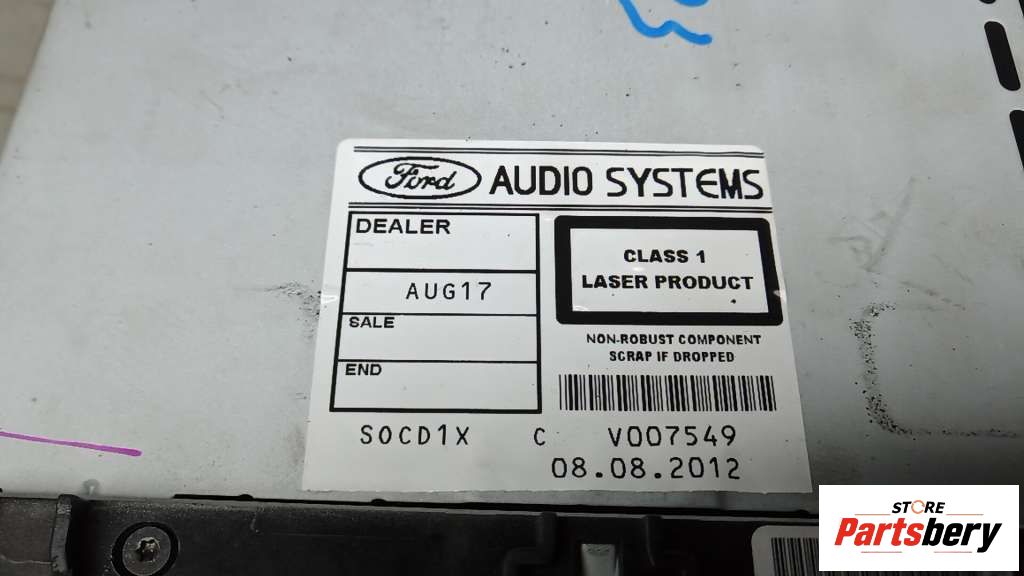 Ford AUDIO SYSTEMS
DEALER
AUG17
SALE
END
CLASS 1
LASER PRODUCT
NON-ROBUST COMPONENT
SCRAP IF DROPPED
S0CD1X C V007549
08.08.2012
STORE
Partsbery